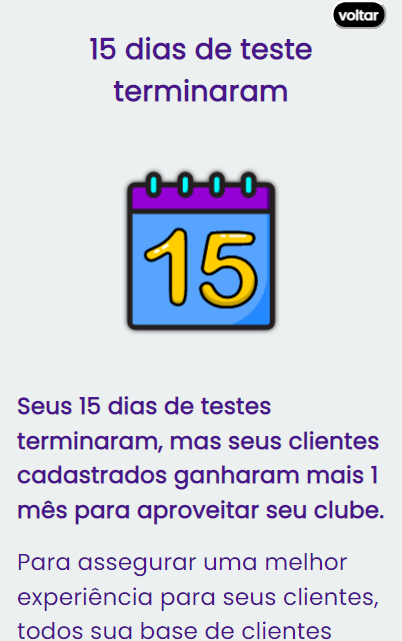 voltar
15 dias de teste
terminaram
15
Seus 15 dias de testes
terminaram, mas seus clientes
cadastrados ganharam mais 1
mês para aproveitar seu clube.
Para assegurar uma melhor
experiência para seus clientes,
todos sua base de clientes